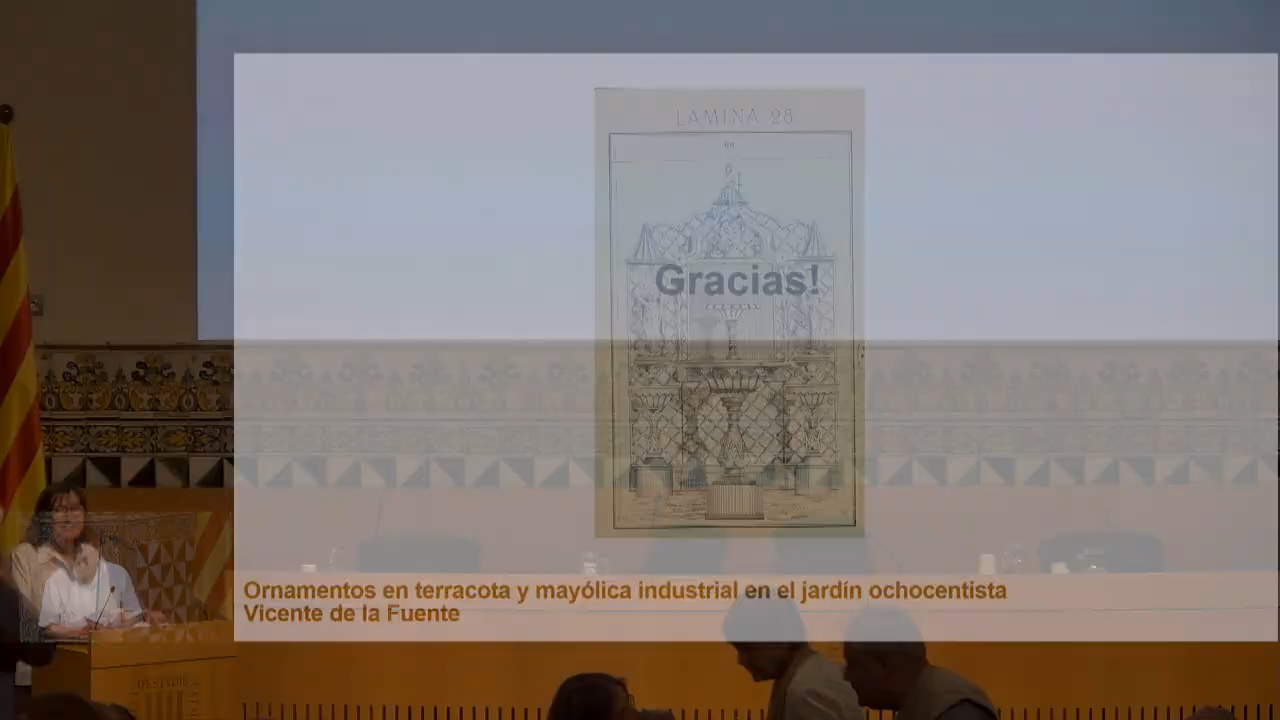 LAMINA 28
Gracias!
Ornamentos en terracota y mayólica industrial en el jardín ochocentista
Vicente de la Fuente